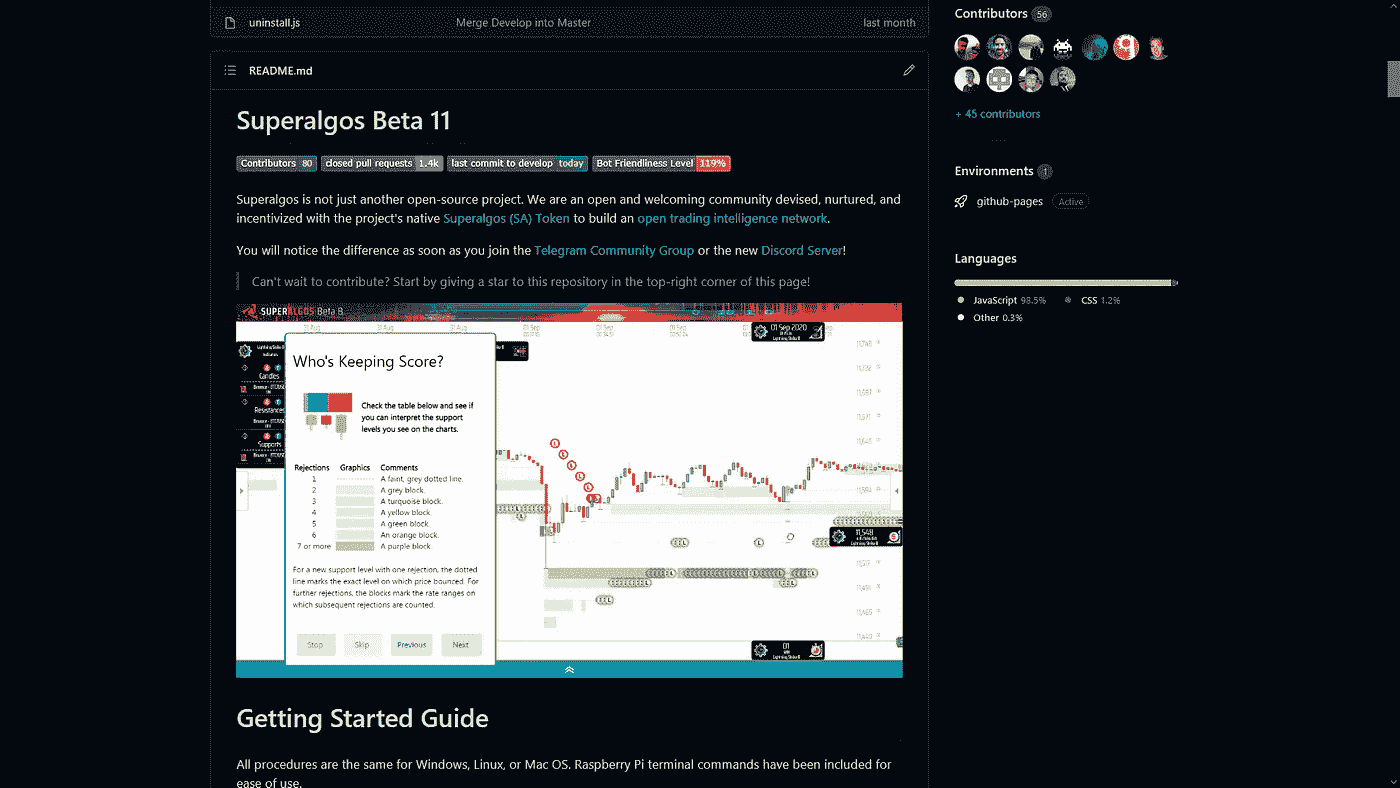 uninstall.js Merge Develop into Master last month
README.md
Superalgos Beta 11
Contributors 80 closed pull requests 1.4k last commit to develop today Bot Friendliness Level 119%
Superalgos is not just another open-source project. We are an open and welcoming community devised, nurtured, and
incentivized with the project's native Superalgos (SA) Token to build an open trading intelligence network.
You will notice the difference as soon as you join the Telegram Community Group or the new Discord Server!
Can't wait to contribute? Start by giving a star to this repository in the top-right corner of this page!
SUPERALGOS Beta 8
31 Aug 31 Aug 31 Aug 01 Sep 01 Sep 01 Sep
01 Sep 2020
Candles
Resistances
Supports
Who's Keeping Score?
Check the table below and see if
you can interpret the support
levels you see on the charts.
Rejections Graphics Comments
1 A faint, grey dotted line.
2 A grey block.
3 A turquoise block.
4 A yellow block.
5 A green block.
6 An orange block.
7 or more A purple block.
For a new support level with one rejection, the dotted
line marks the exact level on which price bounced. For
further rejections, the blocks mark the rate ranges on
which subsequent rejections are counted.
Stop Skip Previous Next
Getting Started Guide
All procedures are the same for Windows, Linux, or Mac OS. Raspberry Pi terminal commands have been included for
ease of use.
Contributors 56
+ 45 contributors
Environments 1
github-pages Active
Languages
JavaScript 98.5% CSS 1.2%
Other 0.3%